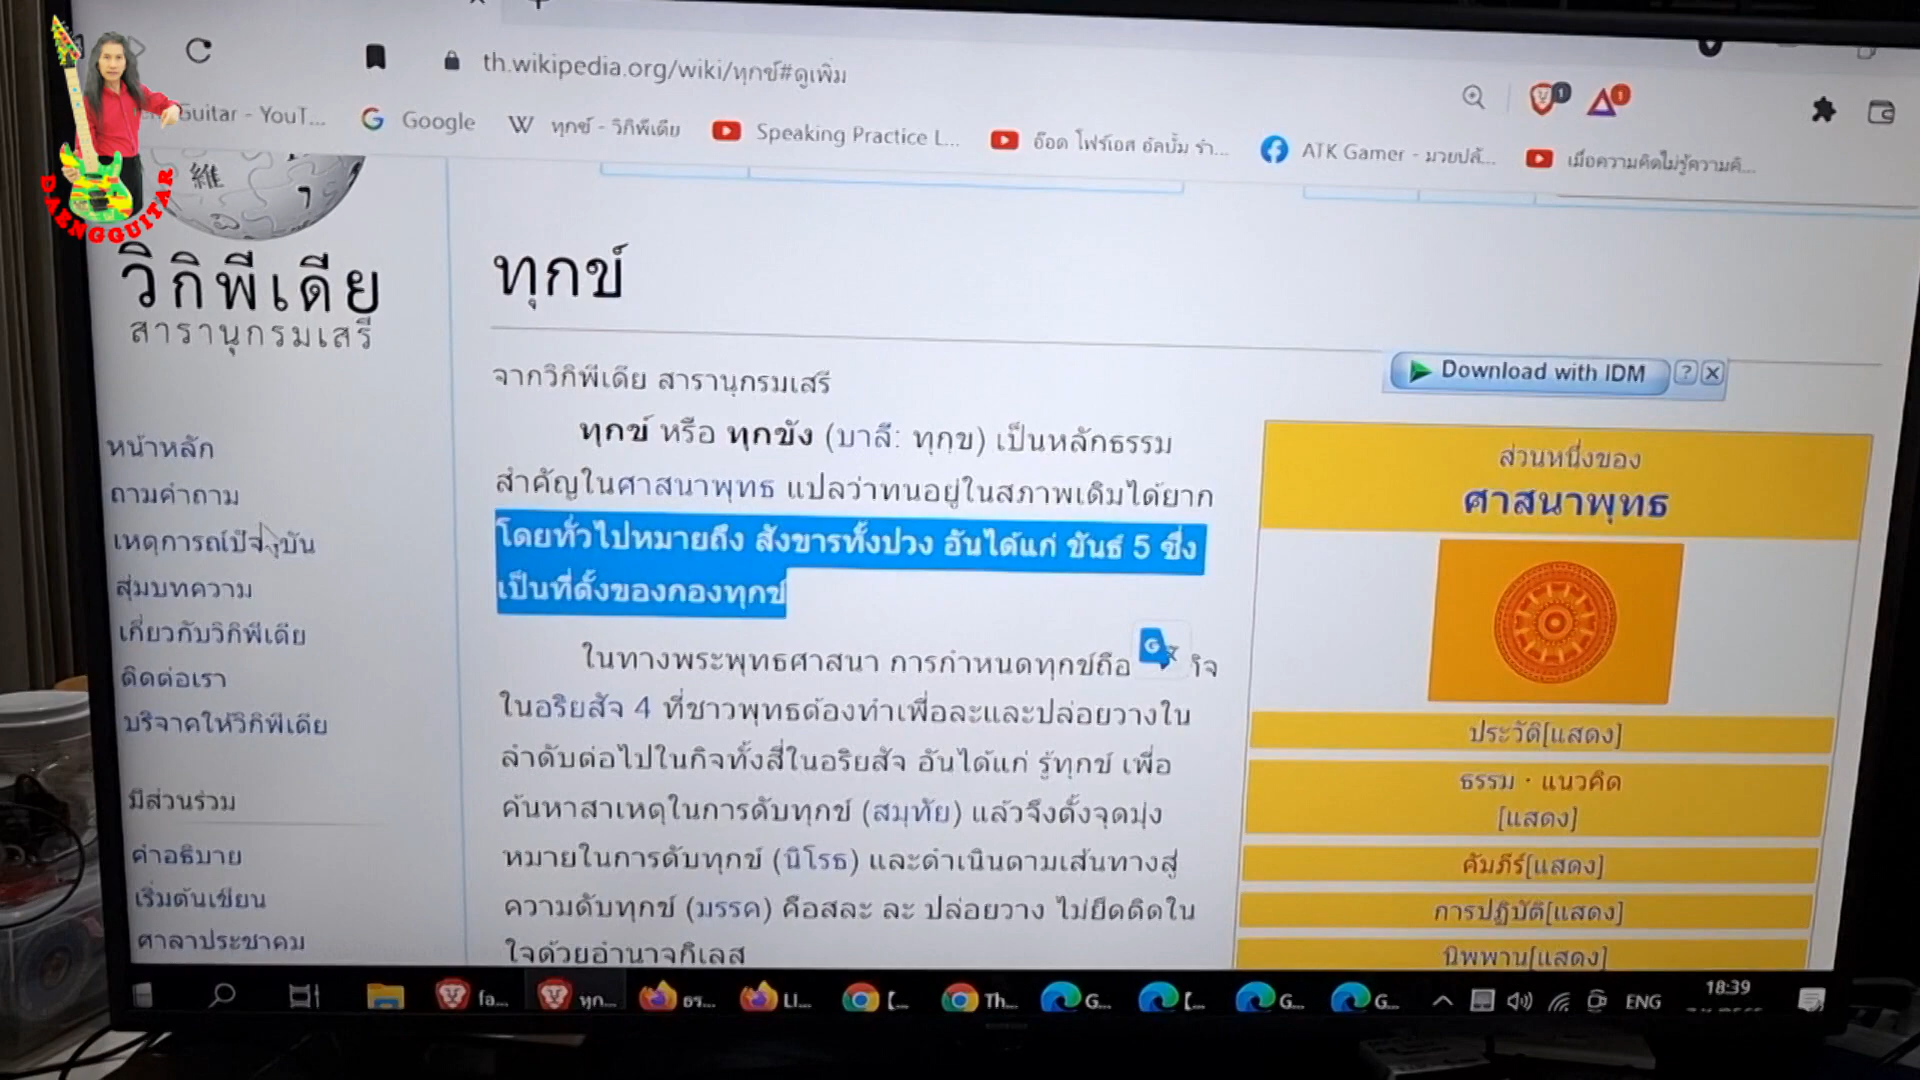 th.wikipedia.org/wiki/ทุกข์#ดูเพิ่ม
Guitar - YouT...
Google
W ทุกข์ - วิกิพีเดีย
Speaking Practice L...
อ๊อด โฟร์เอส อัลบั้ม รำ...
ATK Gamer - มวยปล้...
เมื่อความคิดไม่รู้ความคิ...
DAENGGUITAR
維
วิกิพีเดีย
สารานุกรมเสรี
หน้าหลัก
ถามคำถาม
เหตุการณ์ปัจจุบัน
สุ่มบทความ
เกี่ยวกับวิกิพีเดีย
ติดต่อเรา
บริจาคให้วิกิพีเดีย
มีส่วนร่วม
คำอธิบาย
เริ่มต้นเขียน
ศาลาประชาคม
ทุกข์
จากวิกิพีเดีย สารานุกรมเสรี
ทุกข์ หรือ ทุกขัง (บาลี: ทุกฺข) เป็นหลักธรรม
สำคัญในศาสนาพุทธ แปลว่าทนอยู่ในสภาพเดิมได้ยาก
โดยทั่วไปหมายถึง สังขารทั้งปวง อันได้แก่ ขันธ์ 5 ซึ่ง
เป็นที่ตั้งของกองทุกข์
ในทางพระพุทธศาสนา การกำหนดทุกข์ถือ
ในอริยสัจ 4 ที่ชาวพุทธต้องทำเพื่อละและปล่อยวางใน
ลำดับต่อไปในกิจทั้งสี่ในอริยสัจ อันได้แก่ รู้ทุกข์ เพื่อ
ค้นหาสาเหตุในการดับทุกข์ (สมุทัย) แล้วจึงตั้งจุดมุ่ง
หมายในการดับทุกข์ (นิโรธ) และดำเนินตามเส้นทางสู่
ความดับทุกข์ (มรรค) คือสละ ละ ปล่อยวาง ไม่ยึดติดใน
ใจด้วยอำนาจกิเลส
Download with IDM ?
ส่วนหนึ่งของ
ศาสนาพุทธ
ประวัติ[แสดง]
ธรรม · แนวคิด
[แสดง]
คัมภีร์[แสดง]
การปฏิบัติ[แสดง]
นิพพาน[แสดง]
ทุก...
ธร...
Li...
[...
Th...
G...
[...
G...
G...
ENG
18:39